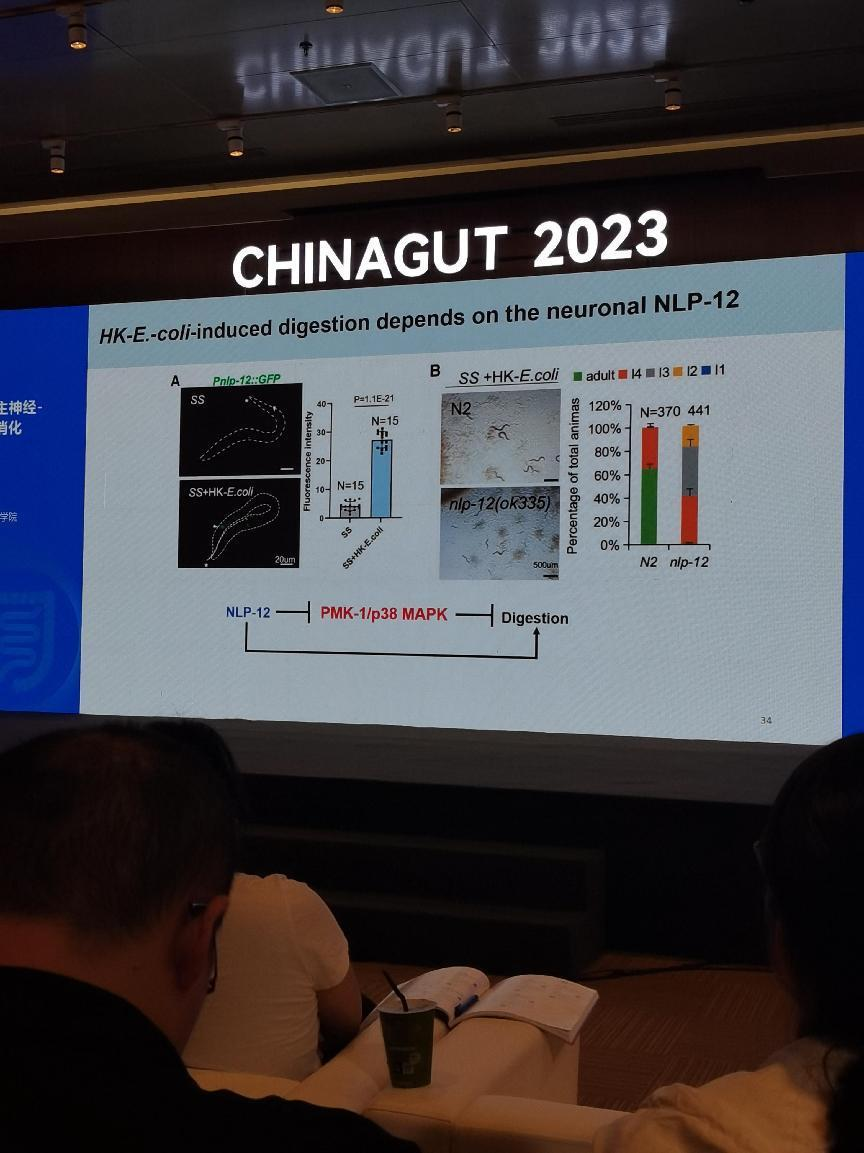 CHINAGUT 2023
HK-E.-coli-induced digestion depends on the neuronal NLP-12
主神经-
消化
学院
A
Pnlp-12::GFP
SS
SS+HK-E.coli
20um
Fluorescence intensity
40
30
20
10
0
P=1.1E-21
N=15
N=15
SS
SS+HK-E.coli
B
SS +HK-E.coli
N2
nlp-12(ok335)
500um
adult l4 l3 l2 l1
Percentage of total animas
120%
100%
80%
60%
40%
20%
0%
N=370 441
N2 nlp-12
NLP-12 PMK-1/p38 MAPK Digestion
34